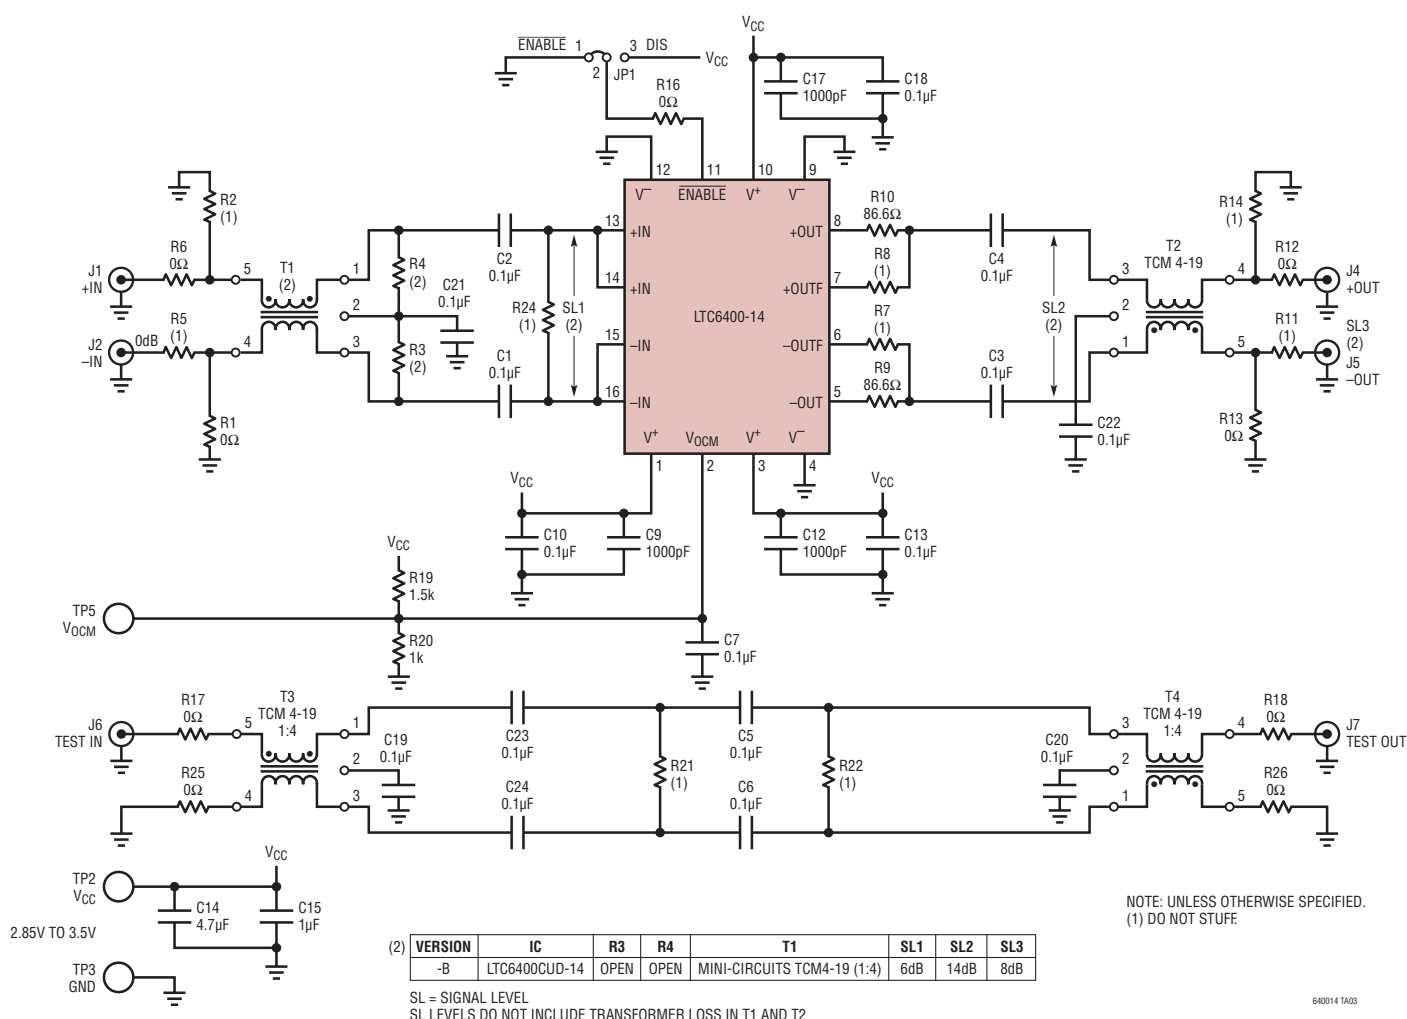 VCC
ENABLE 1
2
3 DIS
JP1
VCC
R16
0Ω
C17
1000pF
C18
0.1µF
12
11
10
9
V–
ENABLE
V+
V–
R2
(1)
R6
0Ω
J1
+IN
5
T1
(2)
1
2
3
4
R5
(1)
0dB
J2
–IN
R1
0Ω
R4
(2)
R3
(2)
C21
0.1µF
C2
0.1µF
C1
0.1µF
R24
(1)
SL1
(2)
13
+IN
14
+IN
15
–IN
16
–IN
LTC6400-14
8
+OUT
7
+OUTF
6
–OUTF
5
–OUT
R10
86.6Ω
R8
(1)
R7
(1)
R9
86.6Ω
C4
0.1µF
C3
0.1µF
SL2
(2)
C22
0.1µF
T2
TCM 4-19
3
2
1
4
5
R14
(1)
R12
0Ω
J4
+OUT
R11
(1)
SL3
(2)
J5
–OUT
R13
0Ω
V+
VOCM
V+
V–
1
2
3
4
VCC
C10
0.1µF
C9
1000pF
VCC
C12
1000pF
C13
0.1µF
VCC
R19
1.5k
TP5
VOCM
R20
1k
C7
0.1µF
J6
TEST IN
R17
0Ω
R25
0Ω
T3
TCM 4-19
1:4
5
4
1
2
3
C19
0.1µF
C23
0.1µF
C24
0.1µF
R21
(1)
C5
0.1µF
C6
0.1µF
R22
(1)
C20
0.1µF
T4
TCM 4-19
1:4
3
2
1
4
5
R18
0Ω
R26
0Ω
J7
TEST OUT
VCC
TP2
VCC
C14
4.7µF
C15
1µF
2.85V TO 3.5V
TP3
GND
NOTE: UNLESS OTHERWISE SPECIFIED.
(1) DO NOT STUFF.
(2) VERSION IC R3 R4 T1 SL1 SL2 SL3
-B LTC6400CUD-14 OPEN OPEN MINI-CIRCUITS TCM4-19 (1:4) 6dB 14dB 8dB
SL = SIGNAL LEVEL
SL LEVELS DO NOT INCLUDE TRANSFORMER LOSS IN T1 AND T2
640014 TA03